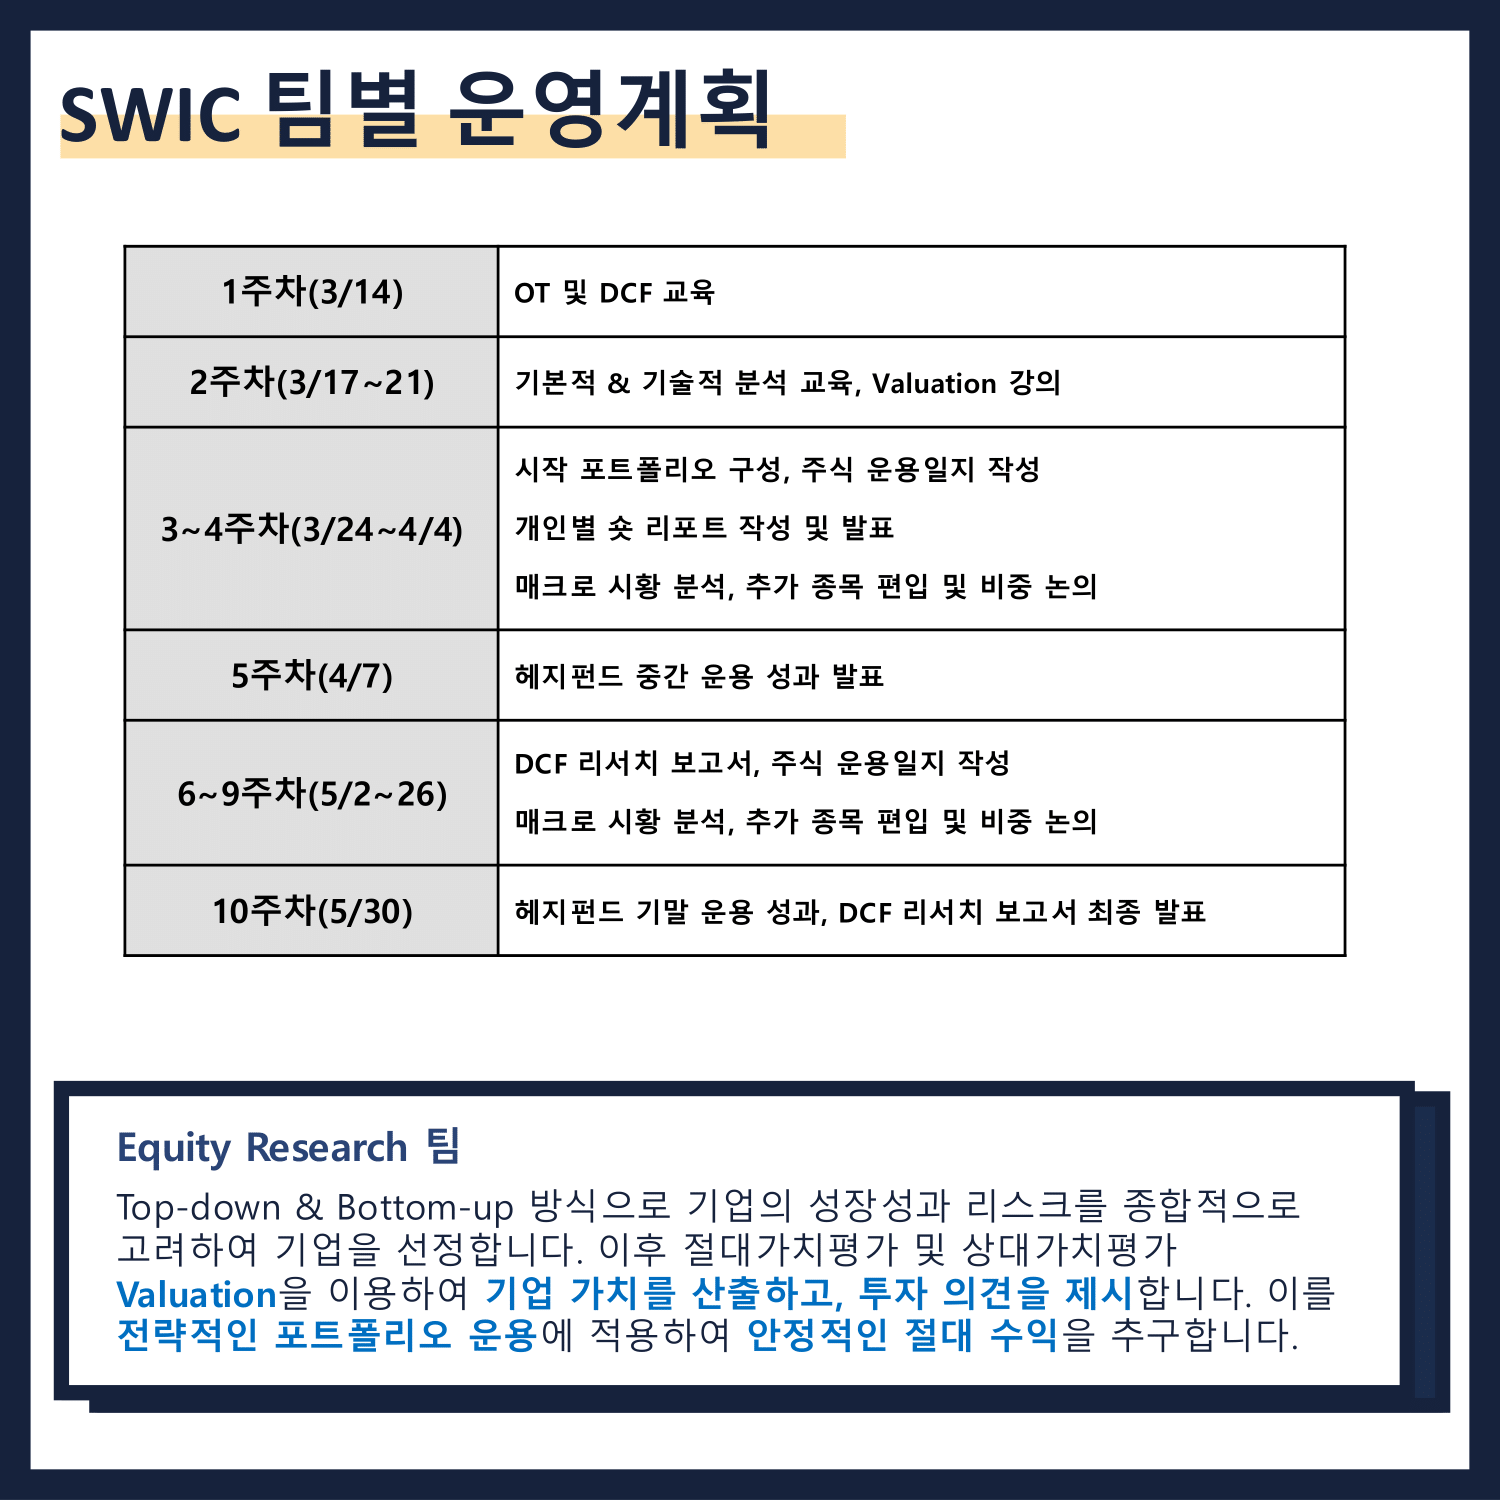 SWIC 팀별 운영계획
1주차(3/14)
OT 및 DCF 교육
2주차(3/17~21)
기본적 & 기술적 분석 교육, Valuation 강의
3~4주차(3/24~4/4)
시작 포트폴리오 구성, 주식 운용일지 작성
개인별 숏 리포트 작성 및 발표
매크로 시황 분석, 추가 종목 편입 및 비중 논의
5주차(4/7)
헤지펀드 중간 운용 성과 발표
6~9주차(5/2~26)
DCF 리서치 보고서, 주식 운용일지 작성
매크로 시황 분석, 추가 종목 편입 및 비중 논의
10주차(5/30)
헤지펀드 기말 운용 성과, DCF 리서치 보고서 최종 발표
Equity Research 팀
Top-down & Bottom-up 방식으로 기업의 성장성과 리스크를 종합적으로
고려하여 기업을 선정합니다. 이후 절대가치평가 및 상대가치평가
Valuation을 이용하여 기업 가치를 산출하고, 투자 의견을 제시합니다. 이를
전략적인 포트폴리오 운용에 적용하여 안정적인 절대 수익을 추구합니다.